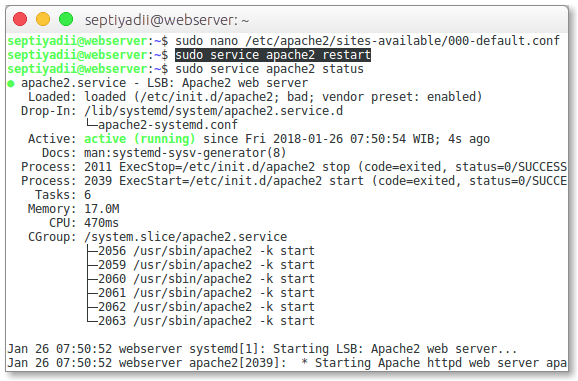 septiyadii@webserver: ~
septiyadii@webserver:~$ sudo nano /etc/apache2/sites-available/000-default.conf
septiyadii@webserver:~$ sudo service apache2 restart
septiyadii@webserver:~$ sudo service apache2 status
● apache2.service - LSB: Apache2 web server
   Loaded: loaded (/etc/init.d/apache2; bad; vendor preset: enabled)
  Drop-In: /lib/systemd/system/apache2.service.d
           └─apache2-systemd.conf
   Active: active (running) since Fri 2018-01-26 07:50:54 WIB; 4s ago
     Docs: man:systemd-sysv-generator(8)
  Process: 2011 ExecStop=/etc/init.d/apache2 stop (code=exited, status=0/SUCCESS
  Process: 2039 ExecStart=/etc/init.d/apache2 start (code=exited, status=0/SUCCE
    Tasks: 6
   Memory: 17.0M
      CPU: 470ms
   CGroup: /system.slice/apache2.service
           ├─2056 /usr/sbin/apache2 -k start
           ├─2059 /usr/sbin/apache2 -k start
           ├─2060 /usr/sbin/apache2 -k start
           ├─2061 /usr/sbin/apache2 -k start
           ├─2062 /usr/sbin/apache2 -k start
           └─2063 /usr/sbin/apache2 -k start
Jan 26 07:50:52 webserver systemd[1]: Starting LSB: Apache2 web server...
Jan 26 07:50:52 webserver apache2[2039]:  * Starting Apache httpd web server apa